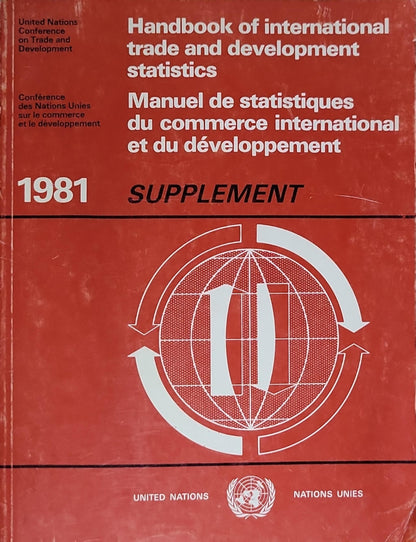 United Nations
Conference
on Trade and
Development
Handbook of international
trade and development
statistics
Conférence
des Nations Unies
sur le commerce
et le développement
Manuel de statistiques
du commerce international
et du développement
1981
SUPPLEMENT
UNITED NATIONS
NATIONS UNIES